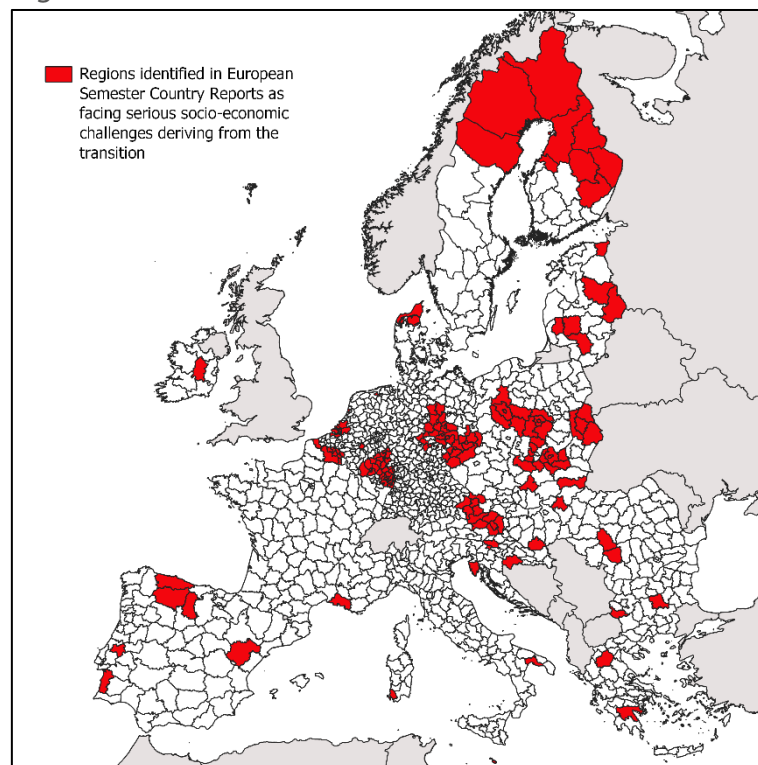 Regions identified in European
Semester Country Reports as
facing serious socio-economic
challenges deriving from the
transition